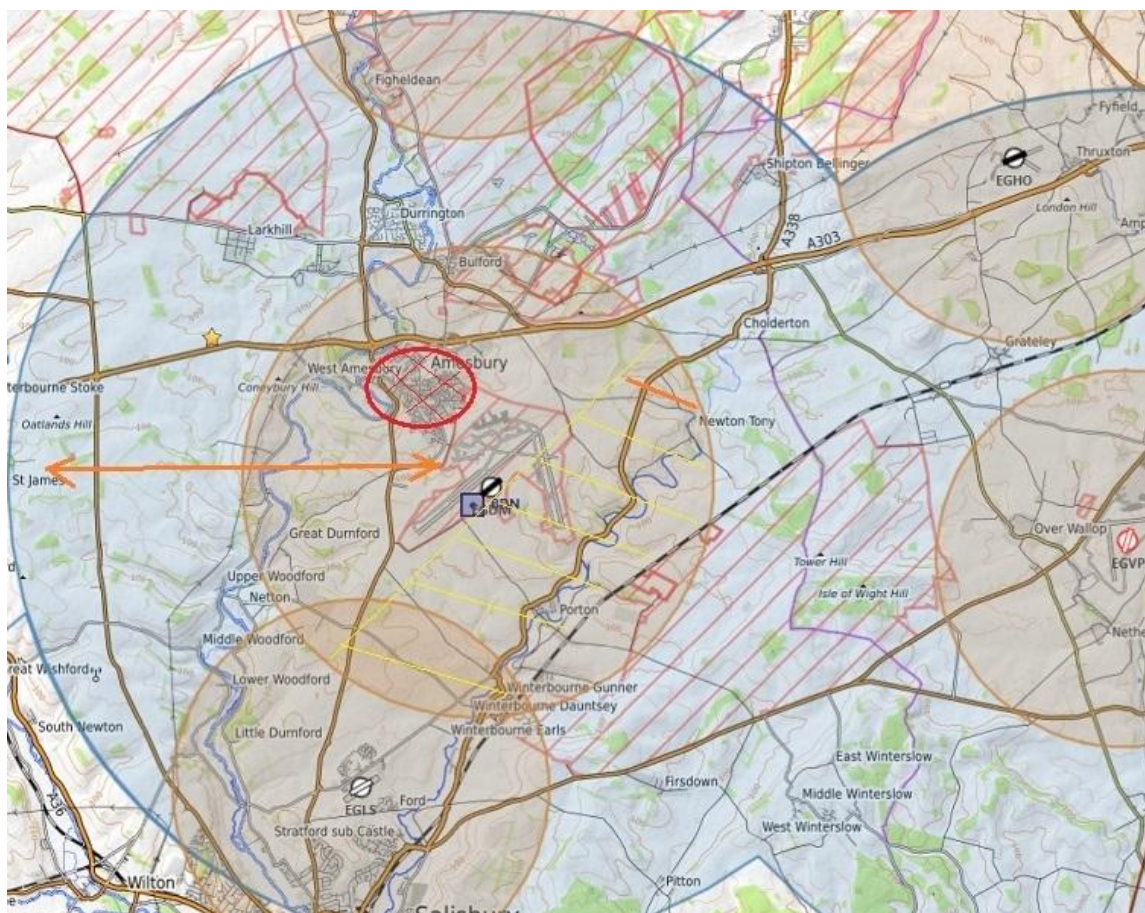 Figheldean
Fyfield
Thruxton
Shipton Bellinger
EGHO
London Hill
Durrington
Larkhill
A338
A303
Bulford
Cholderton
Grateley
West Amesbury
Amesbury
terbourne Stoke
Coneybury Hill
Oatlands Hill
Newton Tony
St James
Great Durnford
Over Wallop
EGVP
Tower Hill
Upper Woodford
Netton
Isle of Wight Hill
Porton
Middle Woodford
Lower Woodford
Winterbourne Gunner
Winterbourne Dauntsey
Winterbourne Earls
South Newton
Little Durnford
East Winterslow
Firsdown
Middle Winterslow
EGLS
Ford
A36
Stratford sub Castle
West Winterslow
Wilton
Pitton
Salisbury